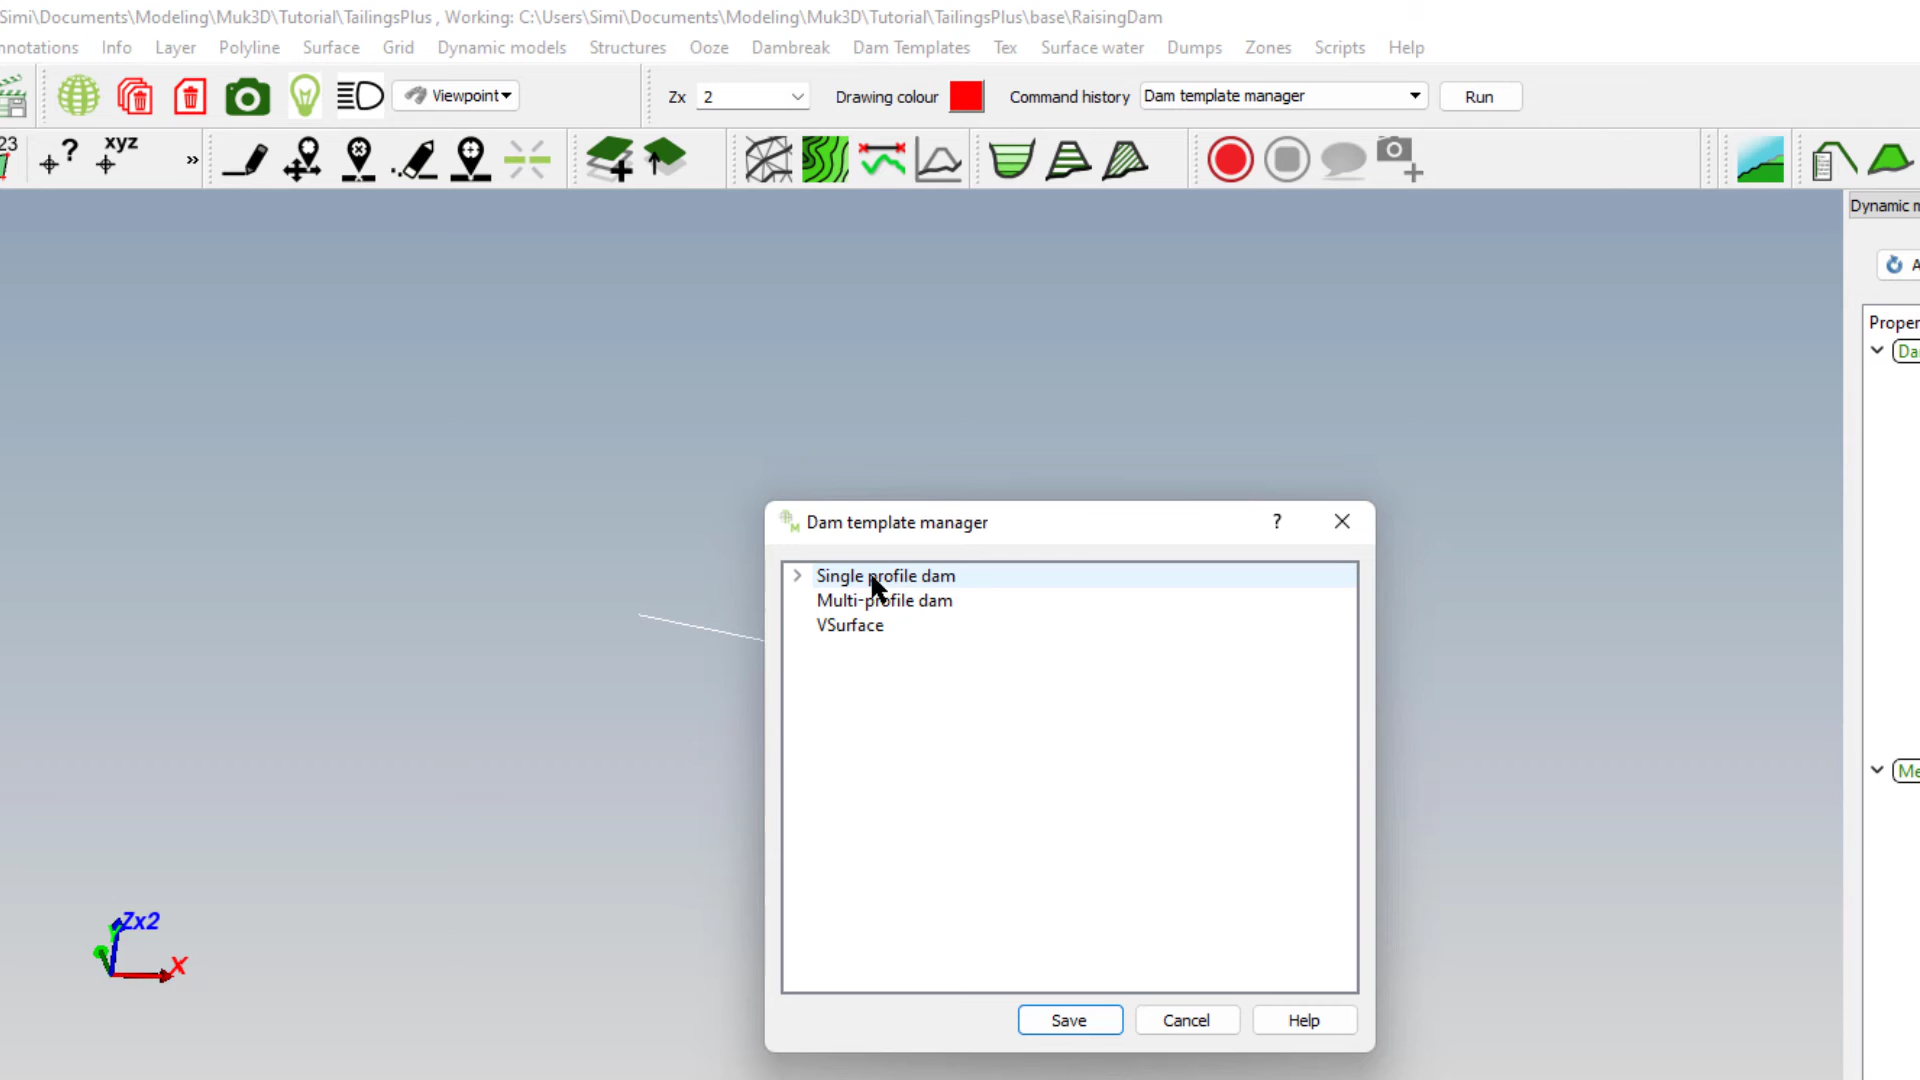 Simi\Documents\Modeling\Muk3D\Tutorial\TailingsPlus , Working: C:\Users\Simi\Documents\Modeling\Muk3D\Tutorial\TailingsPlus\base\RaisingDam
nnotations Info Layer Polyline Surface Grid Dynamic models Structures Ooze Dambreak Dam Templates Tex Surface water Dumps Zones Scripts Help
Viewpoint Zx 2 Drawing colour Command history Dam template manager Run
23 ? xyz »
Dynamic m
A
Proper
Da
Dam template manager ?
Single profile dam
Multi-profile dam
VSurface
Me
Zx2
Y
X
Save Cancel Help